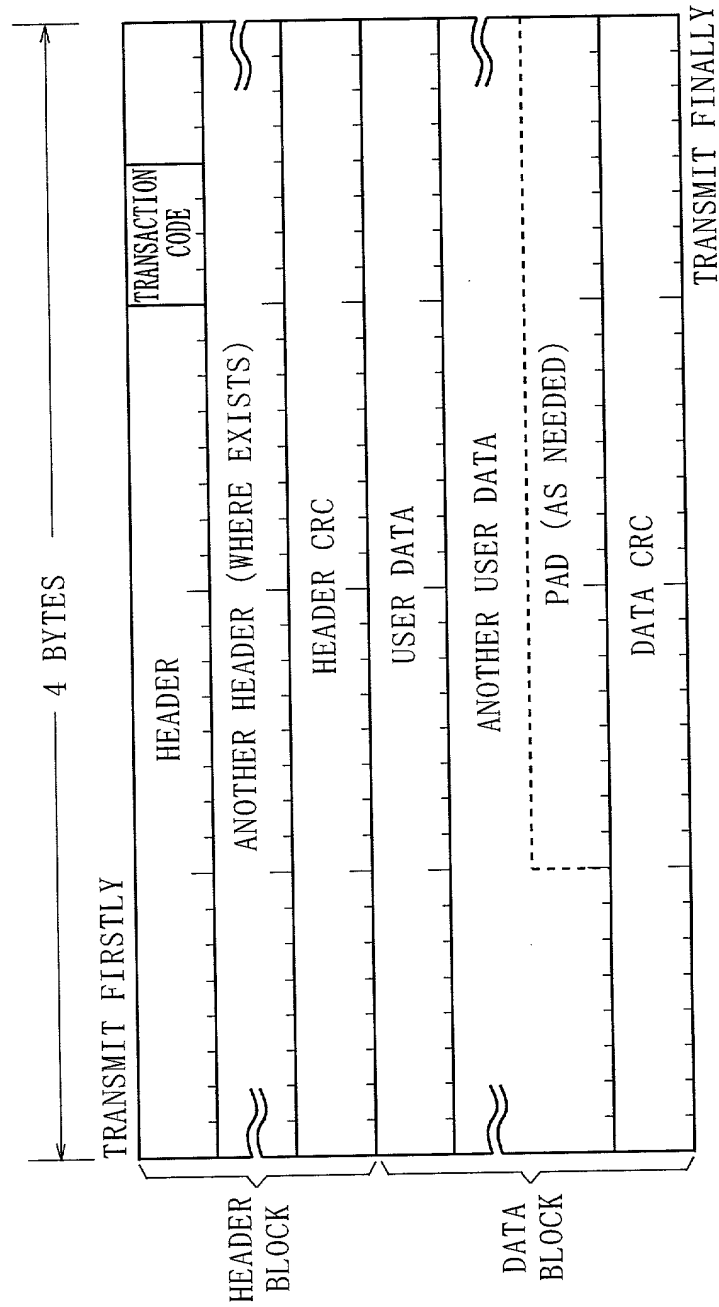 4 BYTES
TRANSMIT FIRSTLY
HEADER
TRANSACTION
CODE
ANOTHER HEADER (WHERE EXISTS)
HEADER CRC
HEADER
BLOCK
USER DATA
ANOTHER USER DATA
PAD (AS NEEDED)
DATA CRC
DATA
BLOCK
TRANSMIT FINALLY